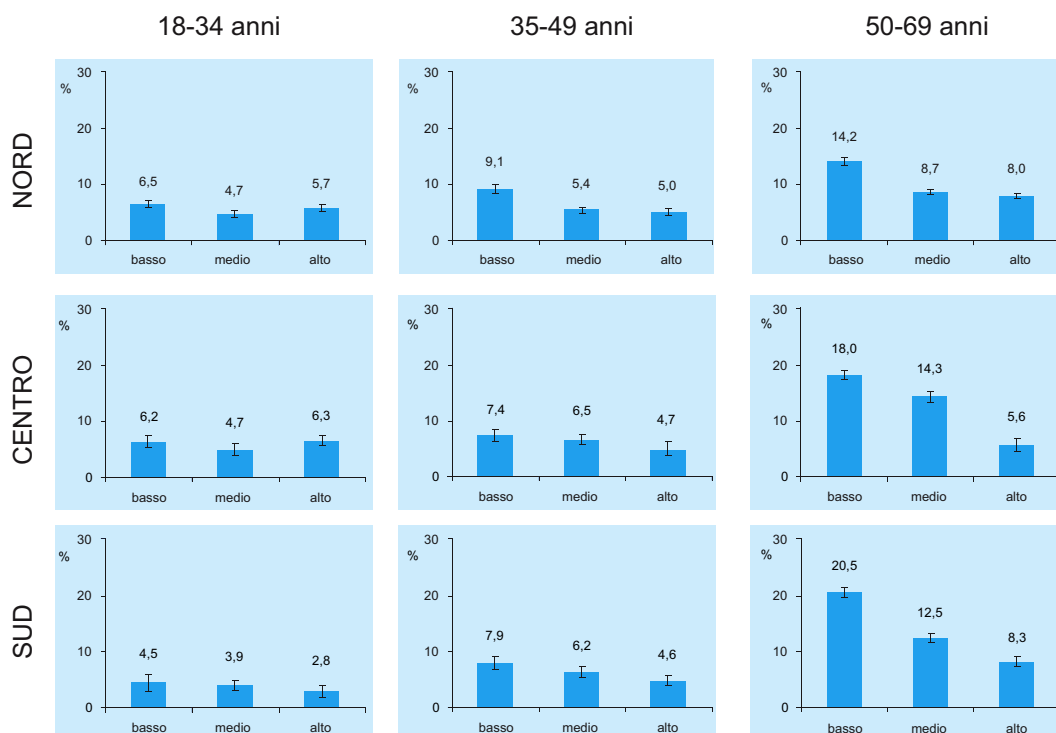 18-34 anni 35-49 anni 50-69 anni
NORD
30 % 20 10 0
6,5 4,7 5,7
basso medio alto
30 % 20 10 0
9,1 5,4 5,0
basso medio alto
30 % 20 10 0
14,2 8,7 8,0
basso medio alto
CENTRO
30 % 20 10 0
6,2 4,7 6,3
basso medio alto
30 % 20 10 0
7,4 6,5 4,7
basso medio alto
30 % 20 10 0
18,0 14,3 5,6
basso medio alto
SUD
30 % 20 10 0
4,5 3,9 2,8
basso medio alto
30 % 20 10 0
7,9 6,2 4,6
basso medio alto
30 % 20 10 0
20,5 12,5 8,3
basso medio alto